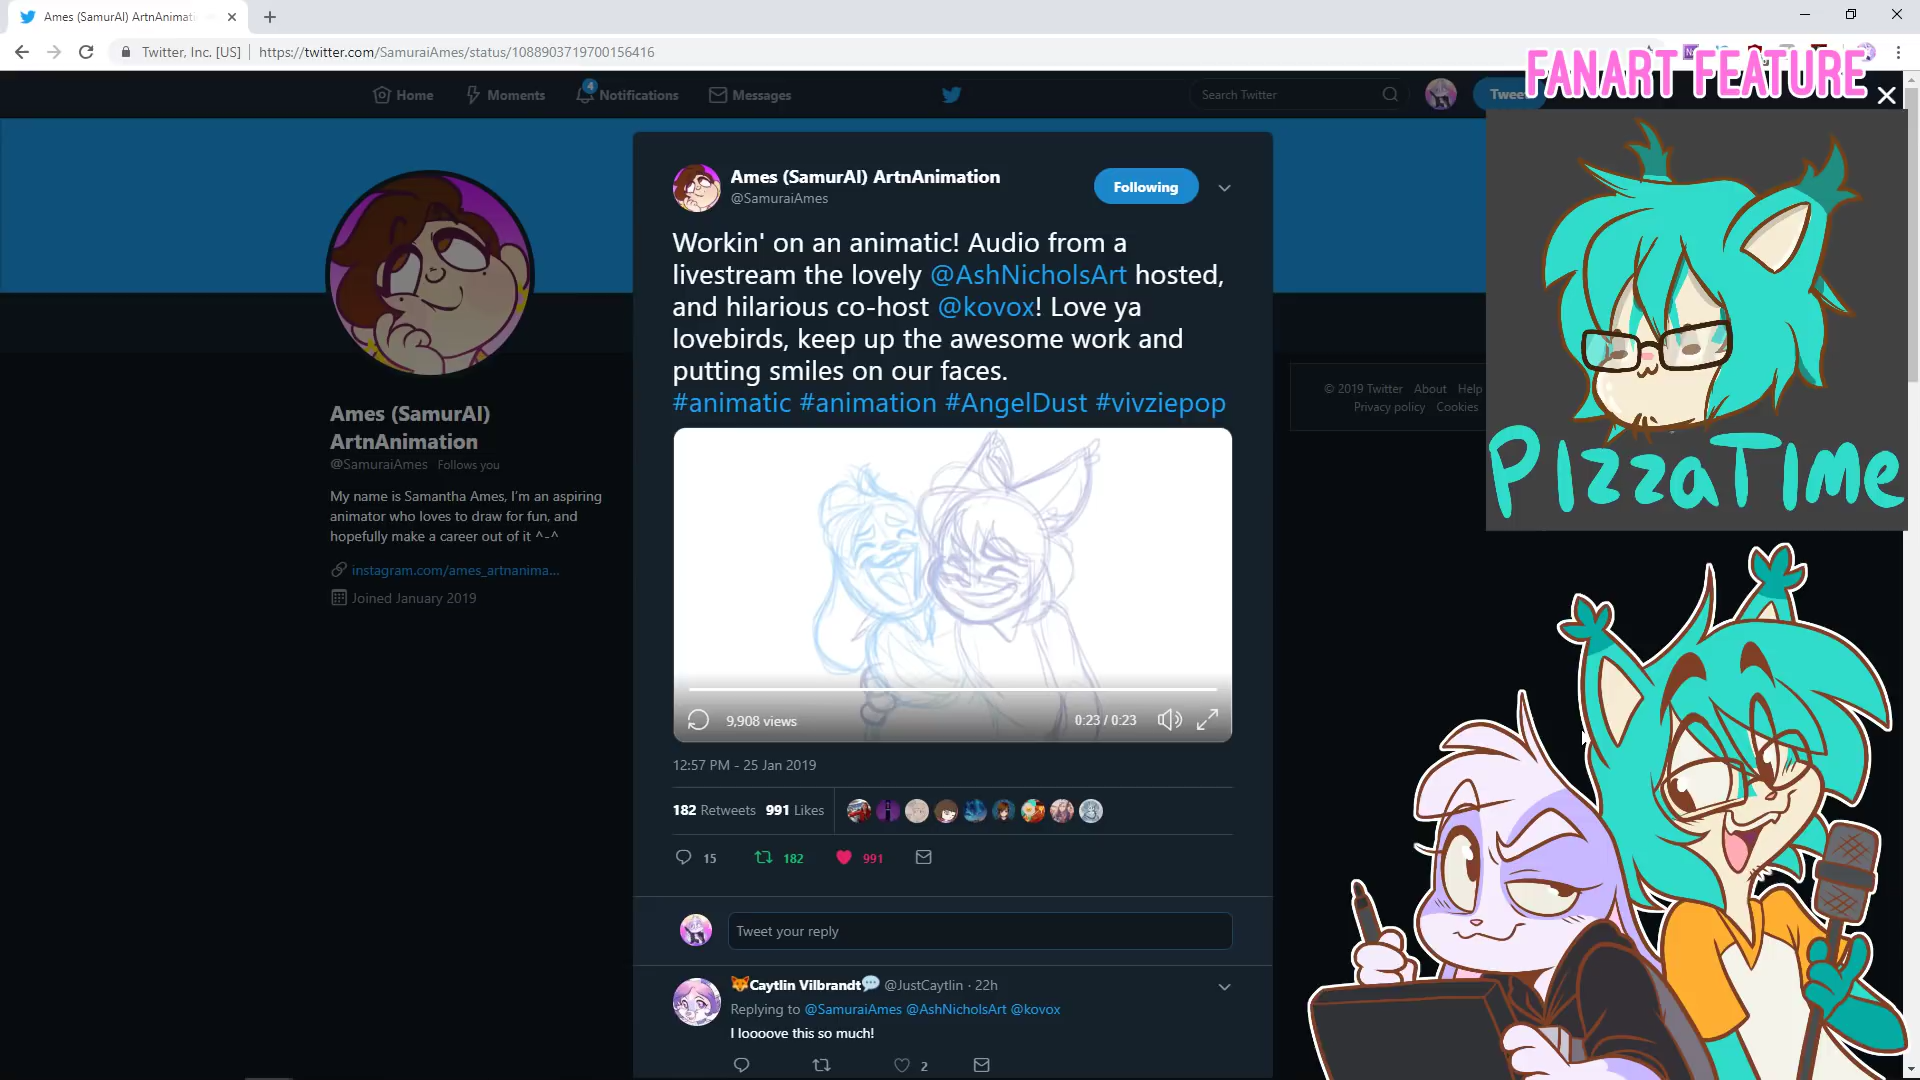 Ames (SamurAI) ArtnAnimati
Twitter, Inc. [US]
https://twitter.com/SamuraiAmes/status/1088903719700156416
FANART FEATURE
Home
Moments
4
Notifications
Messages
Search Twitter
Tweet
Ames (SamurAI) ArtnAnimation
@SamuraiAmes
Following
Workin' on an animatic! Audio from a
livestream the lovely @AshNicholsArt hosted,
and hilarious co-host @kovox! Love ya
lovebirds, keep up the awesome work and
putting smiles on our faces.
#animatic #animation #AngelDust #vivziepop
9,908 views
0:23 / 0:23
12:57 PM - 25 Jan 2019
182 Retweets 991 Likes
15
182
991
Tweet your reply
Caytlin Vilbrandt @JustCaytlin · 22h
Replying to @SamuraiAmes @AshNicholsArt @kovox
I loooove this so much!
2
Ames (SamurAI)
ArtnAnimation
@SamuraiAmes Follows you
My name is Samantha Ames, I'm an aspiring
animator who loves to draw for fun, and
hopefully make a career out of it ^-^
instagram.com/ames_artnanima...
Joined January 2019
© 2019 Twitter About Help
Privacy policy Cookies
PIzzaTIMe